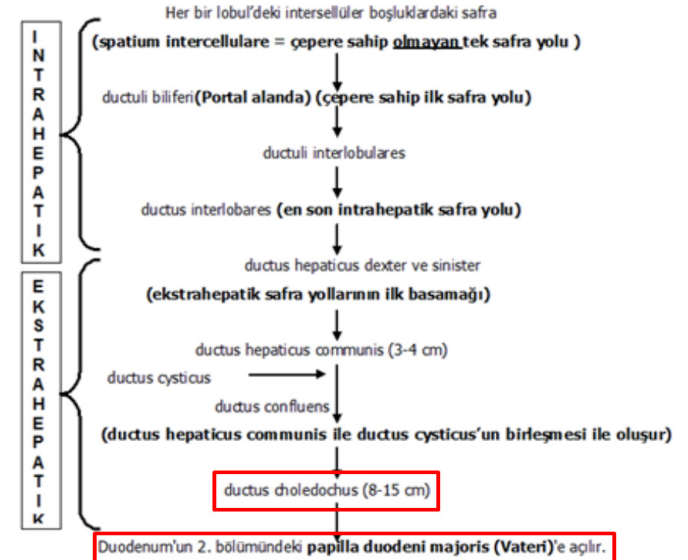 Her bir lobul'deki intersellüler boşluklardaki safra
(spatium intercellulare = çepere sahip olmayan tek safra yolu )
ductuli biliferi(Portal alanda) (çepere sahip ilk safra yolu)
ductuli interlobulares
ductus interlobares (en son intrahepatik safra yolu)
INTRAHEPATIK
ductus hepaticus dexter ve sinister
(ekstrahepatik safra yollarının ilk basamağı)
ductus hepaticus communis (3-4 cm)
ductus cysticus
ductus confluens
(ductus hepaticus communis ile ductus cysticus'un birleşmesi ile oluşur)
ductus choledochus (8-15 cm)
EKSTRAHEPATIK
Duodenum'un 2. bölümündeki papilla duodeni majoris (Vateri)'e açılır.